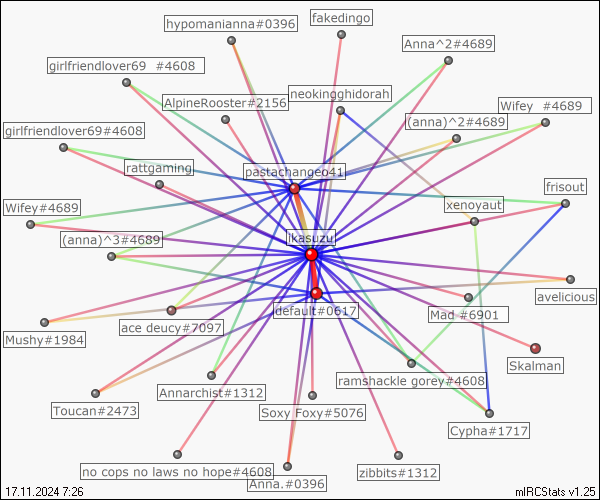 hypomanianna#0396
fakedingo
Anna^2#4689
girlfriendlover69 #4608
neokingghidorah
AlpineRooster#2156
Wifey #4689
(anna)^2#4689
girlfriendlover69#4608
rattgaming
pastachangeo41
frisout
Wifey#4689
xenoyaut
(anna)^3#4689
ikasuzu
avelicious
default#0617
Mad #6901
Mushy#1984
ace deucy#7097
Skalman
Annarchist#1312
ramshackle gorey#4608
Toucan#2473
Soxy Foxy#5076
Cypha#1717
no cops no laws no hope#4608
zibbits#1312
Anna.#0396
17.11.2024 7:26
mIRCStats v1.25